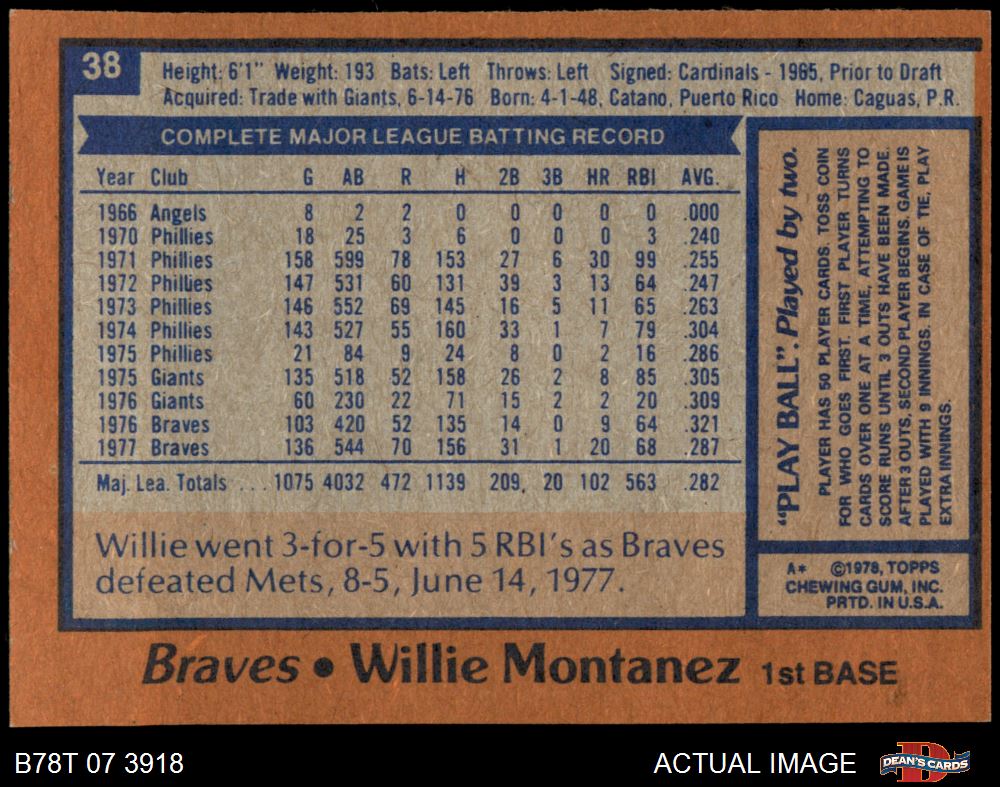 38
Height: 6'1" Weight: 193 Bats: Left Throws: Left Signed: Cardinals - 1965, Prior to Draft
Acquired: Trade with Giants, 6-14-76 Born: 4-1-48, Catano, Puerto Rico Home: Caguas, P.R.
COMPLETE MAJOR LEAGUE BATTING RECORD
Year Club G AB R H 2B 3B HR RBI AVG.
1966 Angels 8 2 2 0 0 0 0 0 .000
1970 Phillies 18 25 3 6 0 0 0 3 .240
1971 Phillies 158 599 78 153 27 6 30 99 .255
1972 Phillies 147 531 60 131 39 3 13 64 .247
1973 Phillies 146 552 69 145 16 5 11 65 .263
1974 Phillies 143 527 55 160 33 1 7 79 .304
1975 Phillies 21 84 9 24 8 0 2 16 .286
1975 Giants 135 518 52 158 26 2 8 85 .305
1976 Giants 60 230 22 71 15 2 2 20 .309
1976 Braves 103 420 52 135 14 0 9 64 .321
1977 Braves 136 544 70 156 31 1 20 68 .287
Maj. Lea. Totals ... 1075 4032 472 1139 209 20 102 563 .282
Willie went 3-for-5 with 5 RBI's as Braves
defeated Mets, 8-5, June 14, 1977.
"PLAY BALL". Played by two.
PLAYER HAS 50 PLAYER CARDS. TOSS COIN
FOR WHO GOES FIRST. FIRST PLAYER TURNS
CARDS OVER ONE AT A TIME, ATTEMPTING TO
SCORE RUNS UNTIL 3 OUTS HAVE BEEN MADE.
AFTER 3 OUTS, SECOND PLAYER BEGINS. GAME IS
PLAYED WITH 9 INNINGS. IN CASE OF TIE, PLAY
EXTRA INNINGS.
A* ©1978, TOPPS
CHEWING GUM, INC.
PRTD. IN U.S.A.
Braves • Willie Montanez 1st BASE
B78T 07 3918 ACTUAL IMAGE
D
DEAN'S CARDS